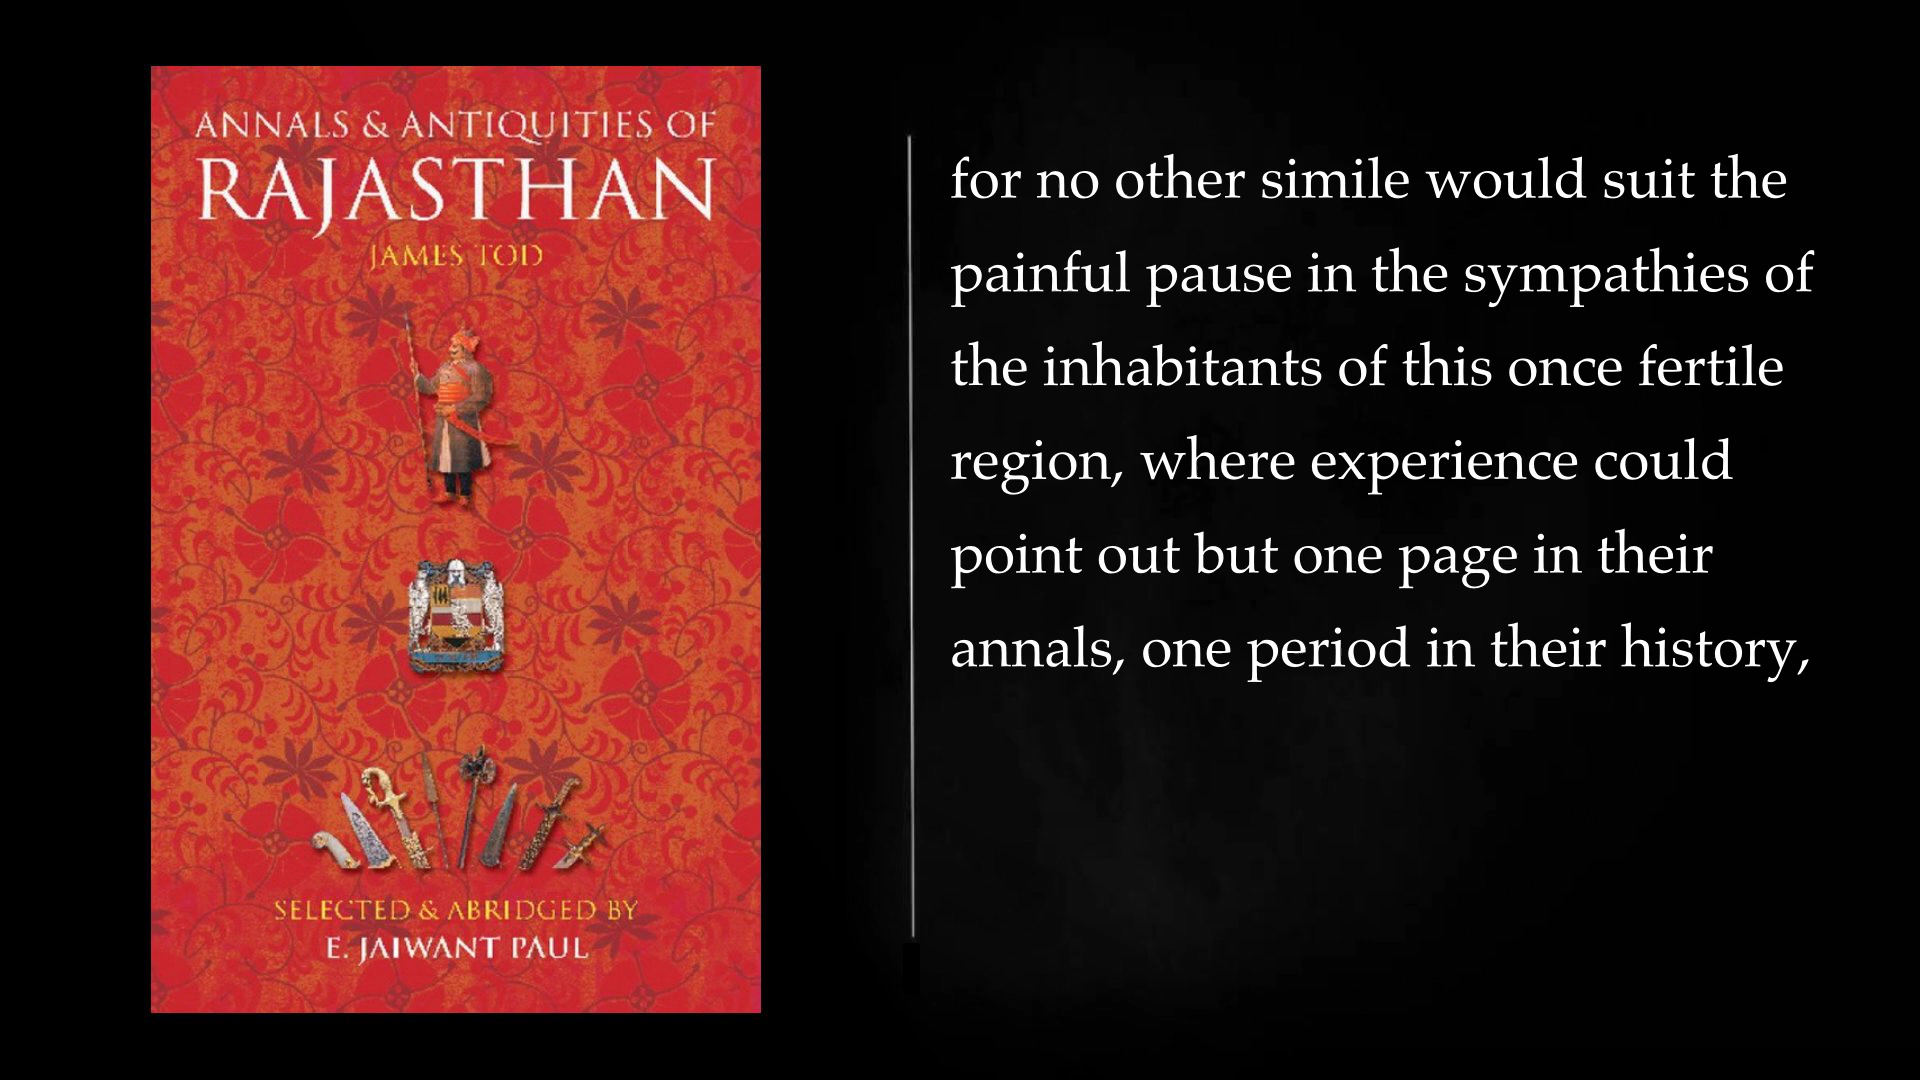 ANNALS & ANTIQUITIES OF
RAJASTHAN
JAMES TOD
SELECTED & ABRIDGED BY
E. JAIWANT PAUL
for no other simile would suit the
painful pause in the sympathies of
the inhabitants of this once fertile
region, where experience could
point out but one page in their
annals, one period in their history,